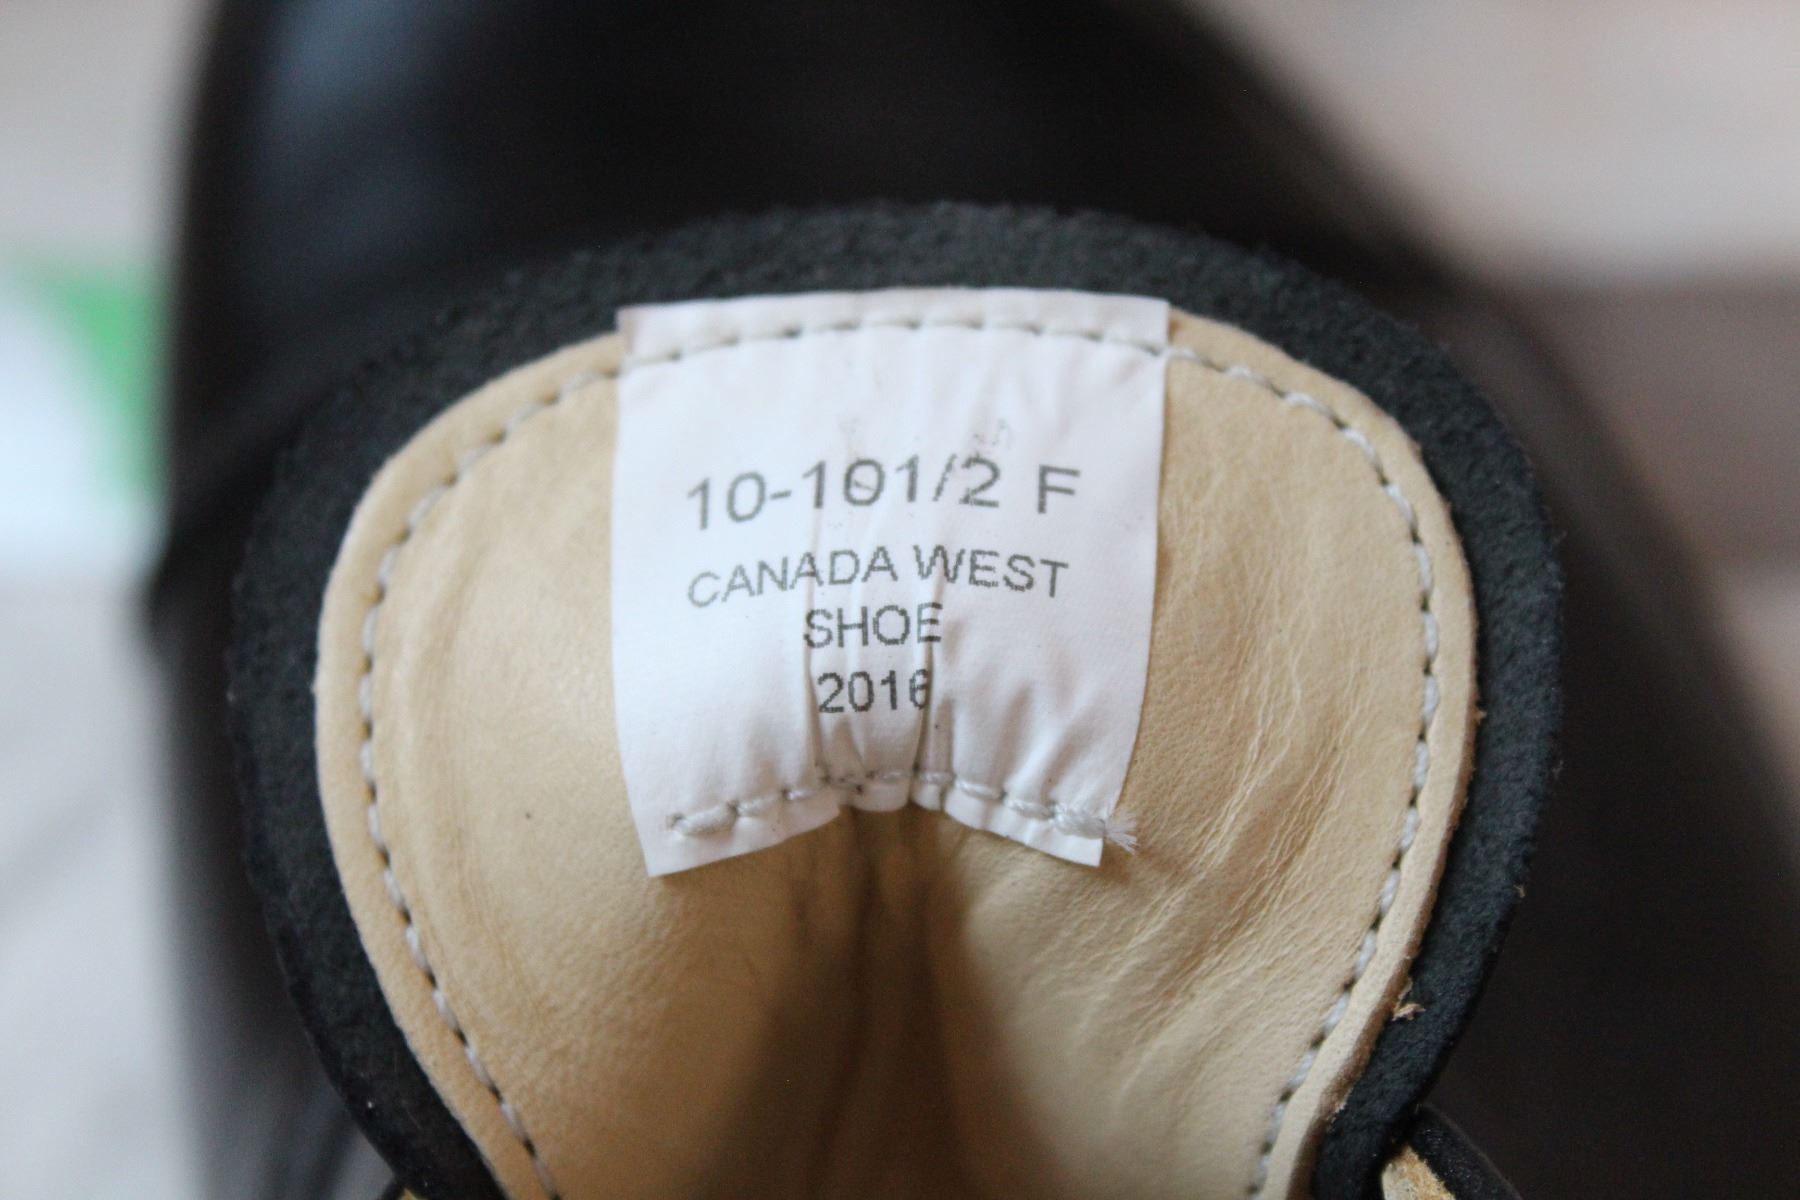 10-101/2 F
CANADA WEST
SHOE
2016